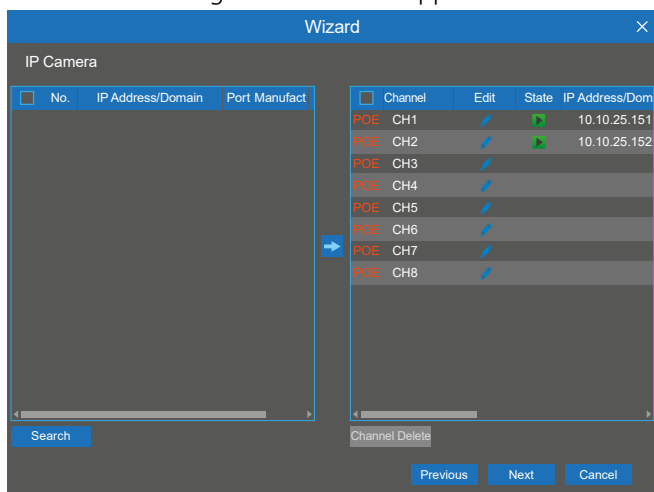 Wizard
IP Camera
No. IP Address/Domain Port Manufact
Channel Edit State IP Address/Dom
POE CH1 10.10.25.151
POE CH2 10.10.25.152
POE CH3
POE CH4
POE CH5
POE CH6
POE CH7
POE CH8
Search
Channel Delete
Previous Next Cancel